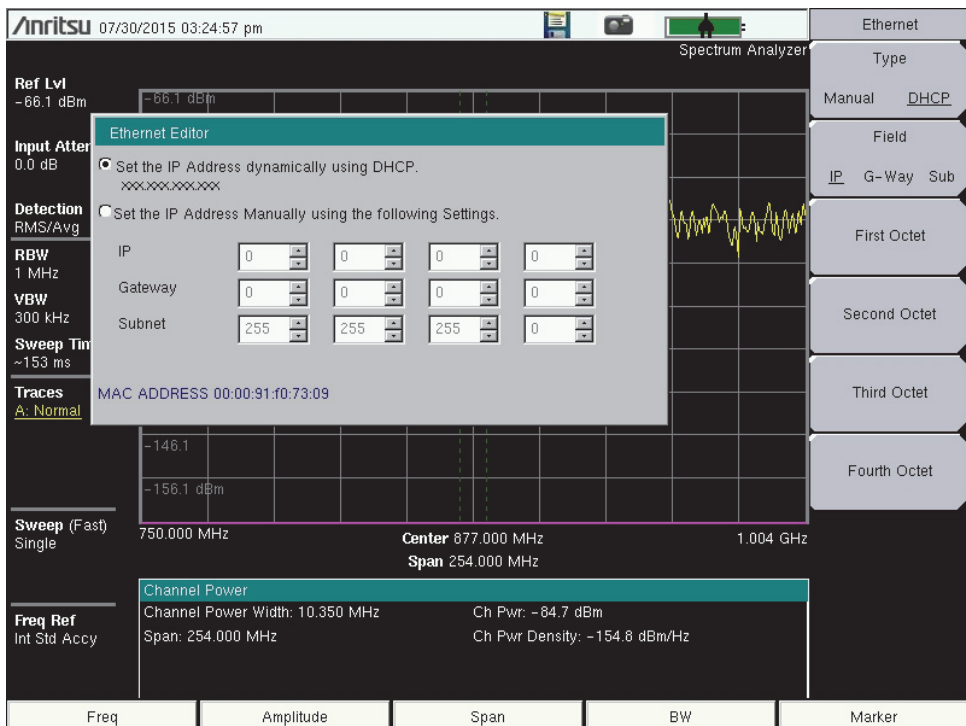 Anritsu 07/30/2015 03:24:57 pm
Spectrum Analyzer
Ref Lvl
-66.1 dBm
Input Atten
0.0 dB
Detection
RMS/Avg
RBW
1 MHz
VBW
300 kHz
Sweep Tim
~153 ms
Traces
A: Normal
Sweep (Fast)
Single
Freq Ref
Int Std Accy
-66.1 dBm
Ethernet Editor
Set the IP Address dynamically using DHCP.
xxx.xxx.xxx.xxx
Set the IP Address Manually using the following Settings.
IP 0 0 0 0
Gateway 0 0 0 0
Subnet 255 255 255 0
MAC ADDRESS 00:00:91:f0:73:09
-146.1
-156.1 dBm
750.000 MHz Center 877.000 MHz 1.004 GHz
Span 254.000 MHz
Channel Power
Channel Power Width: 10.350 MHz Ch Pwr: -84.7 dBm
Span: 254.000 MHz Ch Pwr Density: -154.8 dBm/Hz
Ethernet
Type
Manual DHCP
Field
IP G-Way Sub
First Octet
Second Octet
Third Octet
Fourth Octet
Freq Amplitude Span BW Marker